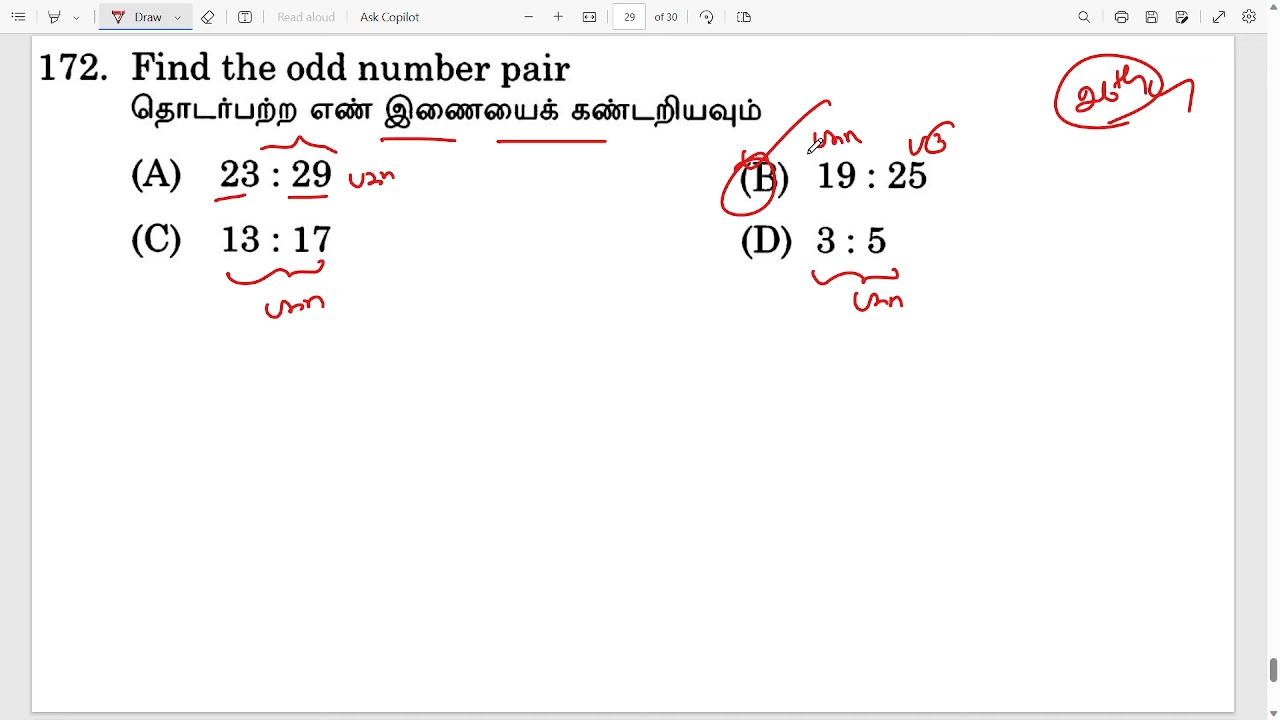 Draw
Read aloud
Ask Copilot
29 of 30
172. Find the odd number pair
தொடர்பற்ற எண் இணையைக் கண்டறியவும்
(A) 23 : 29
(B) 19 : 25
(C) 13 : 17
(D) 3 : 5